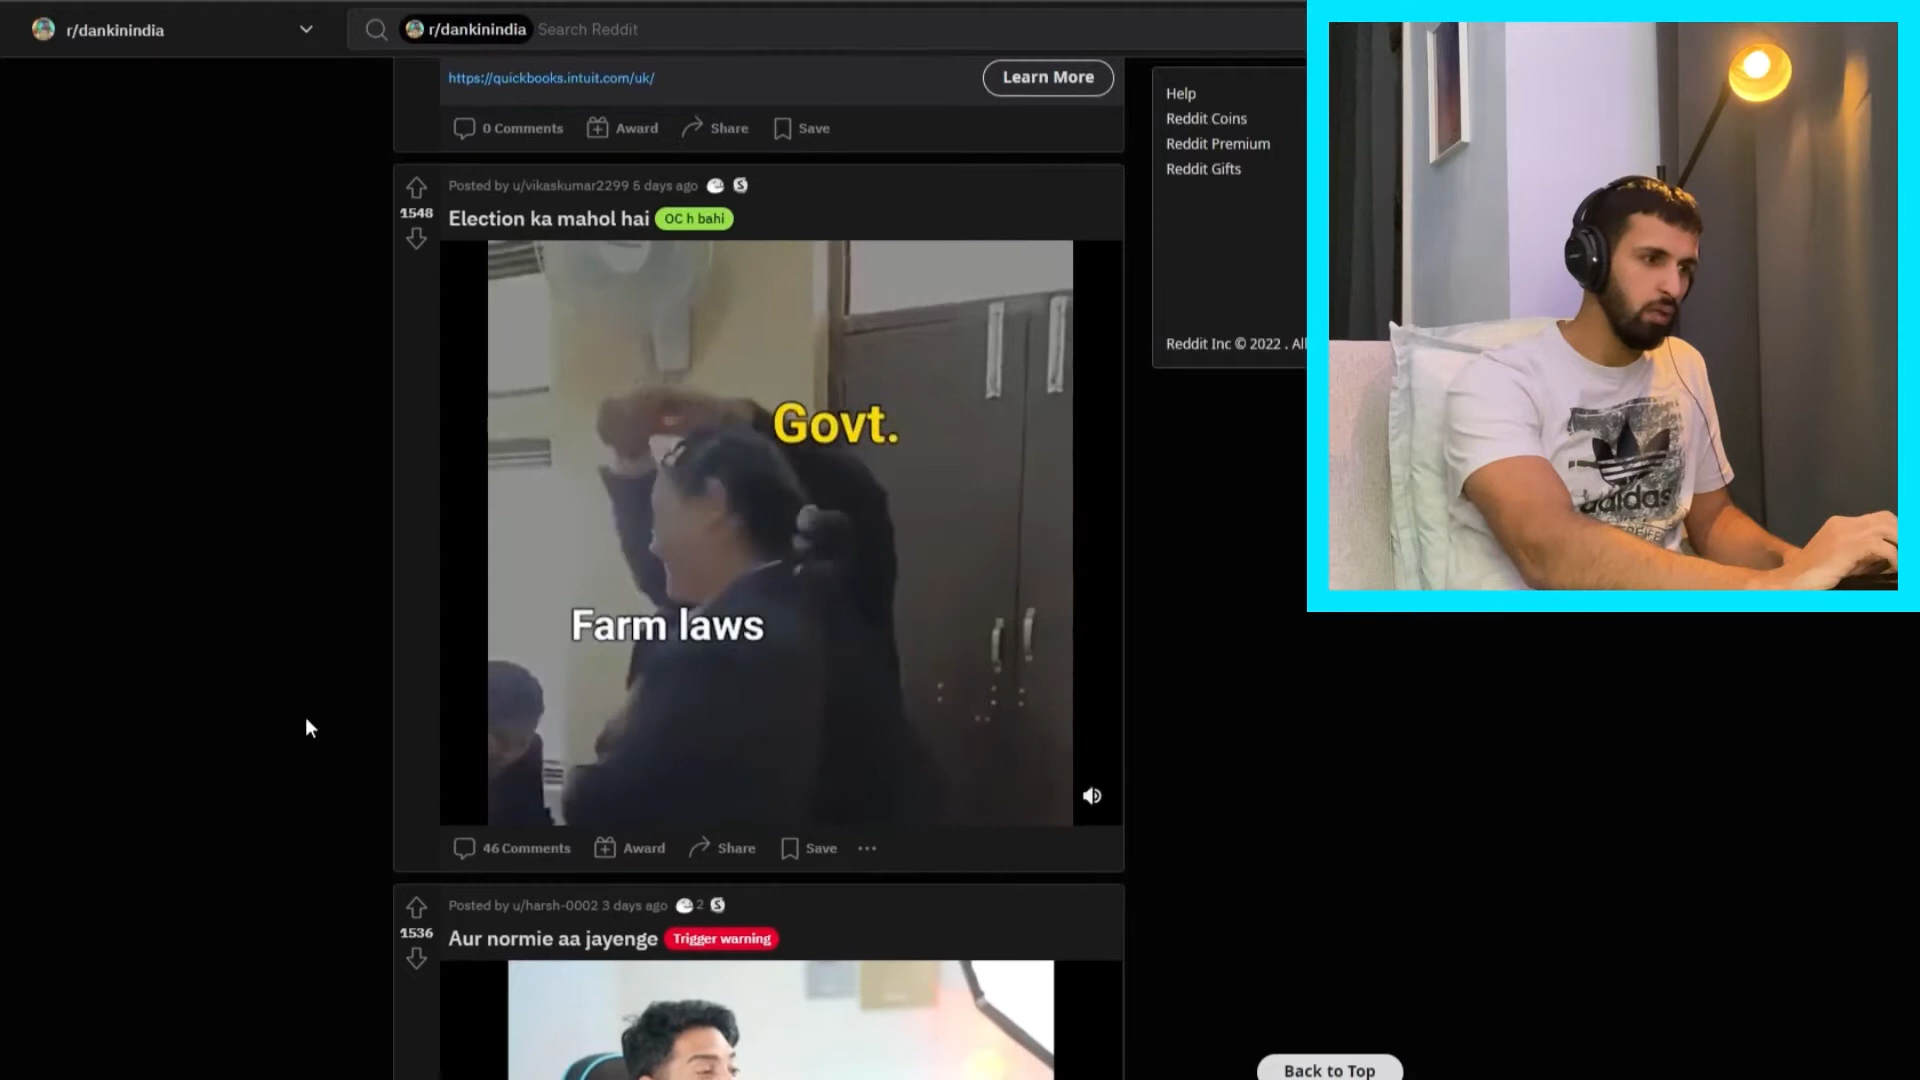 r/dankinindia
r/dankinindia Search Reddit
https://quickbooks.intuit.com/uk/
Learn More
0 Comments Award Share Save
Help
Reddit Coins
Reddit Premium
Reddit Gifts
Reddit Inc © 2022 . All
Posted by u/vikaskumar2299 5 days ago
1548
Election ka mahol hai OC h bahi
Govt.
Farm laws
46 Comments Award Share Save
Posted by u/harsh-0002 3 days ago 2
1536
Aur normie aa jayenge Trigger warning
Back to Top
adidas